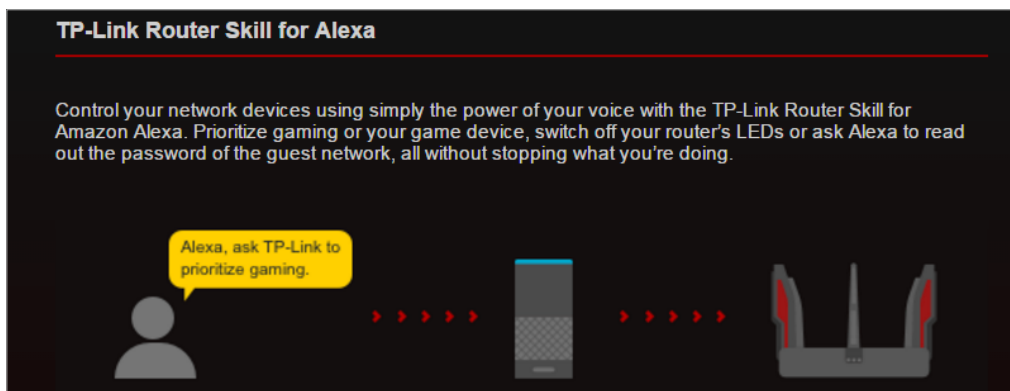 TP-Link Router Skill for Alexa
Control your network devices using simply the power of your voice with the TP-Link Router Skill for
Amazon Alexa. Prioritize gaming or your game device, switch off your router's LEDs or ask Alexa to read
out the password of the guest network, all without stopping what you're doing.
Alexa, ask TP-Link to
prioritize gaming.